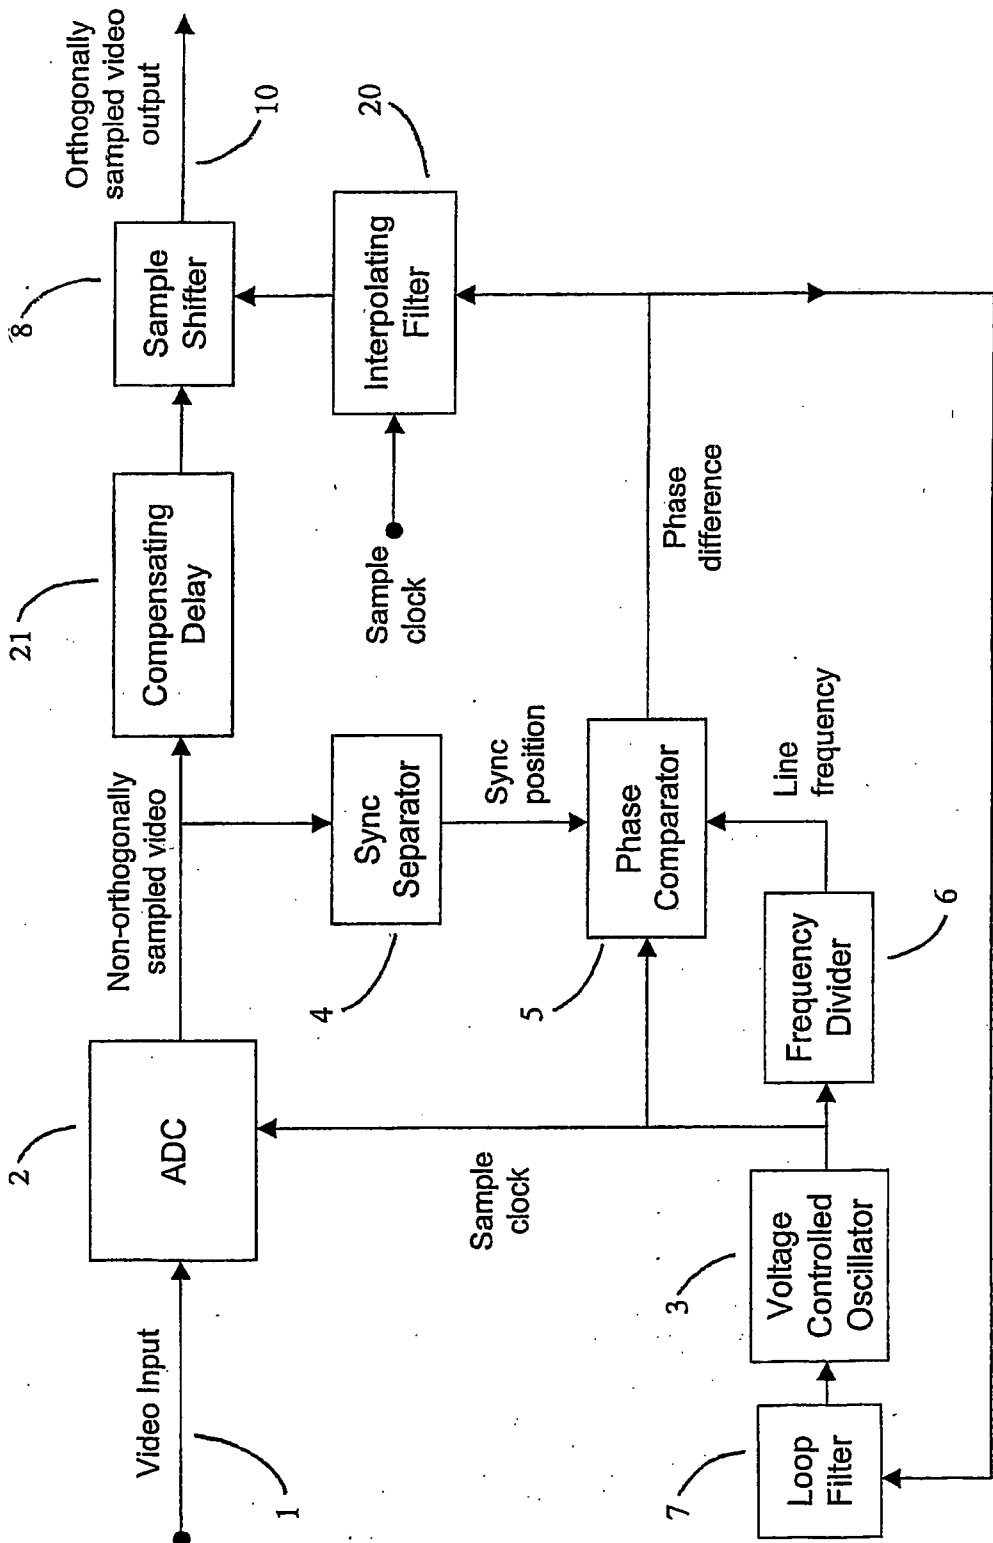 Video Input
1
2
ADC
Non-orthogonally
sampled video
21
Compensating
Delay
8
Sample
Shifter
Orthogonally
sampled video
output
10
Sample
clock
4
Sync
Separator
Sync
position
Sample
clock
Interpolating
Filter
20
5
Phase
Comparator
Phase
difference
7
Loop
Filter
3
Voltage
Controlled
Oscillator
Frequency
Divider
6
Line
frequency